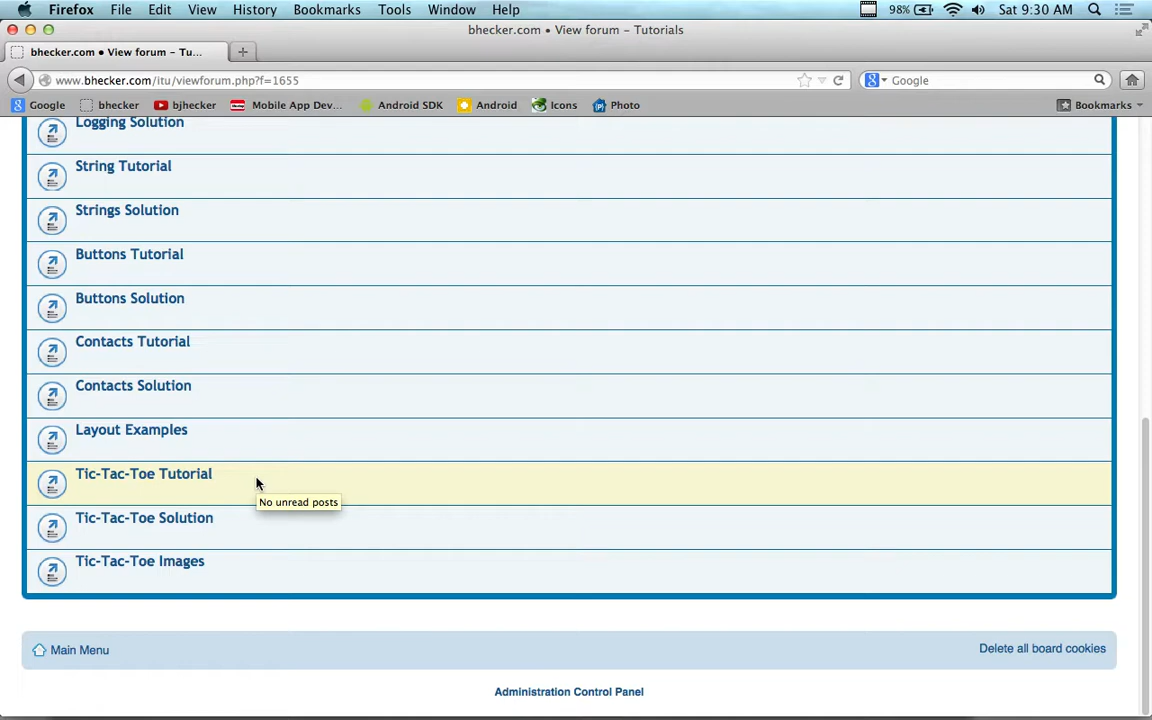 Firefox File Edit View History Bookmarks Tools Window Help 98% Sat 9:30 AM
bhecker.com • View forum – Tutorials
bhecker.com • View forum – Tu...
www.bhecker.com/itu/viewforum.php?f=1655 Google
Google bhecker bjhecker Mobile App Dev... Android SDK Android Icons Photo Bookmarks
Logging Solution
String Tutorial
Strings Solution
Buttons Tutorial
Buttons Solution
Contacts Tutorial
Contacts Solution
Layout Examples
Tic-Tac-Toe Tutorial
No unread posts
Tic-Tac-Toe Solution
Tic-Tac-Toe Images
Main Menu Delete all board cookies
Administration Control Panel